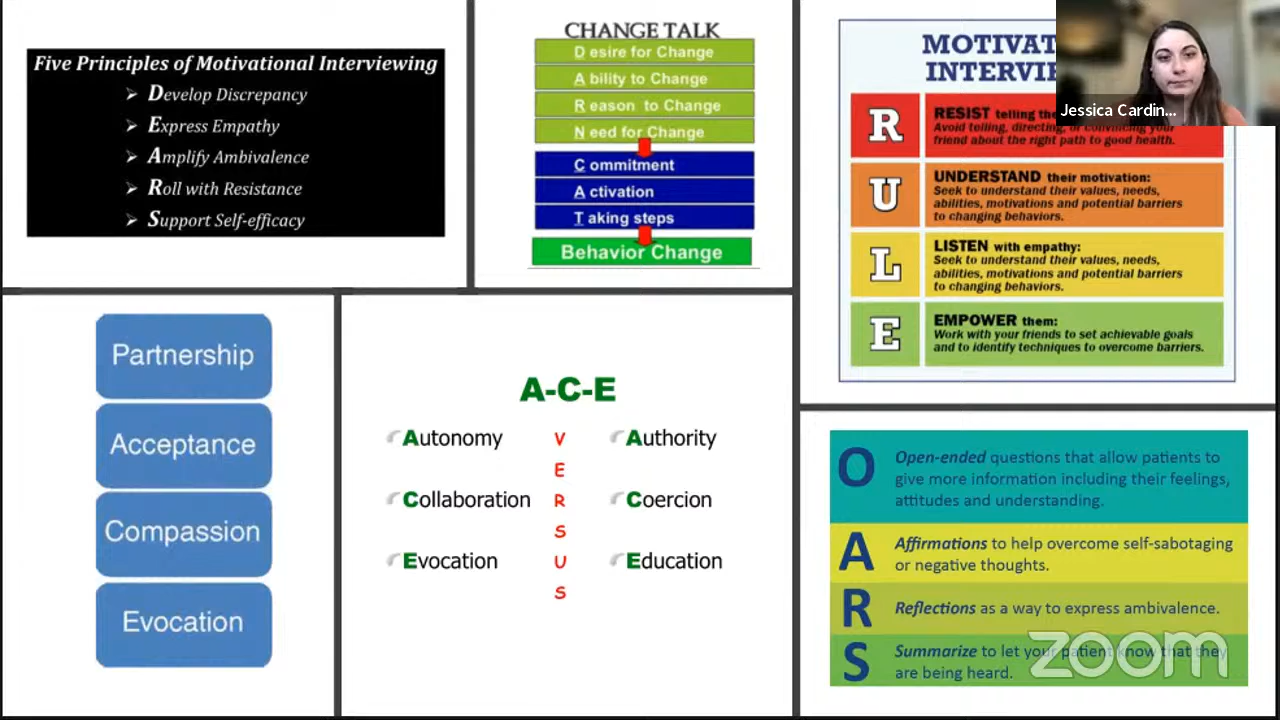 Five Principles of Motivational Interviewing
Develop Discrepancy
Express Empathy
Amplify Ambivalence
Roll with Resistance
Support Self-efficacy
CHANGE TALK
D esire for Change
A bility to Change
R eason to Change
N eed for Change
C ommitment
A ctivation
T aking steps
Behavior Change
MOTIVAT
INTERVIE
R
RESIST telling the
Avoid telling, directing, or convincing your
friend about the right path to good health.
U
UNDERSTAND their motivation:
Seek to understand their values, needs,
abilities, motivations and potential barriers
to changing behaviors.
L
LISTEN with empathy:
Seek to understand their values, needs,
abilities, motivations and potential barriers
to changing behaviors.
E
EMPOWER them:
Work with your friends to set achievable goals
and to identify techniques to overcome barriers.
Jessica Cardin...
Partnership
Acceptance
Compassion
Evocation
A-C-E
Autonomy
Collaboration
Evocation
VERSUS
Authority
Coercion
Education
O
Open-ended questions that allow patients to
give more information including their feelings,
attitudes and understanding.
A
Affirmations to help overcome self-sabotaging
or negative thoughts.
R
Reflections as a way to express ambivalence.
S
Summarize to let your patient know that they
are being heard.
zoom